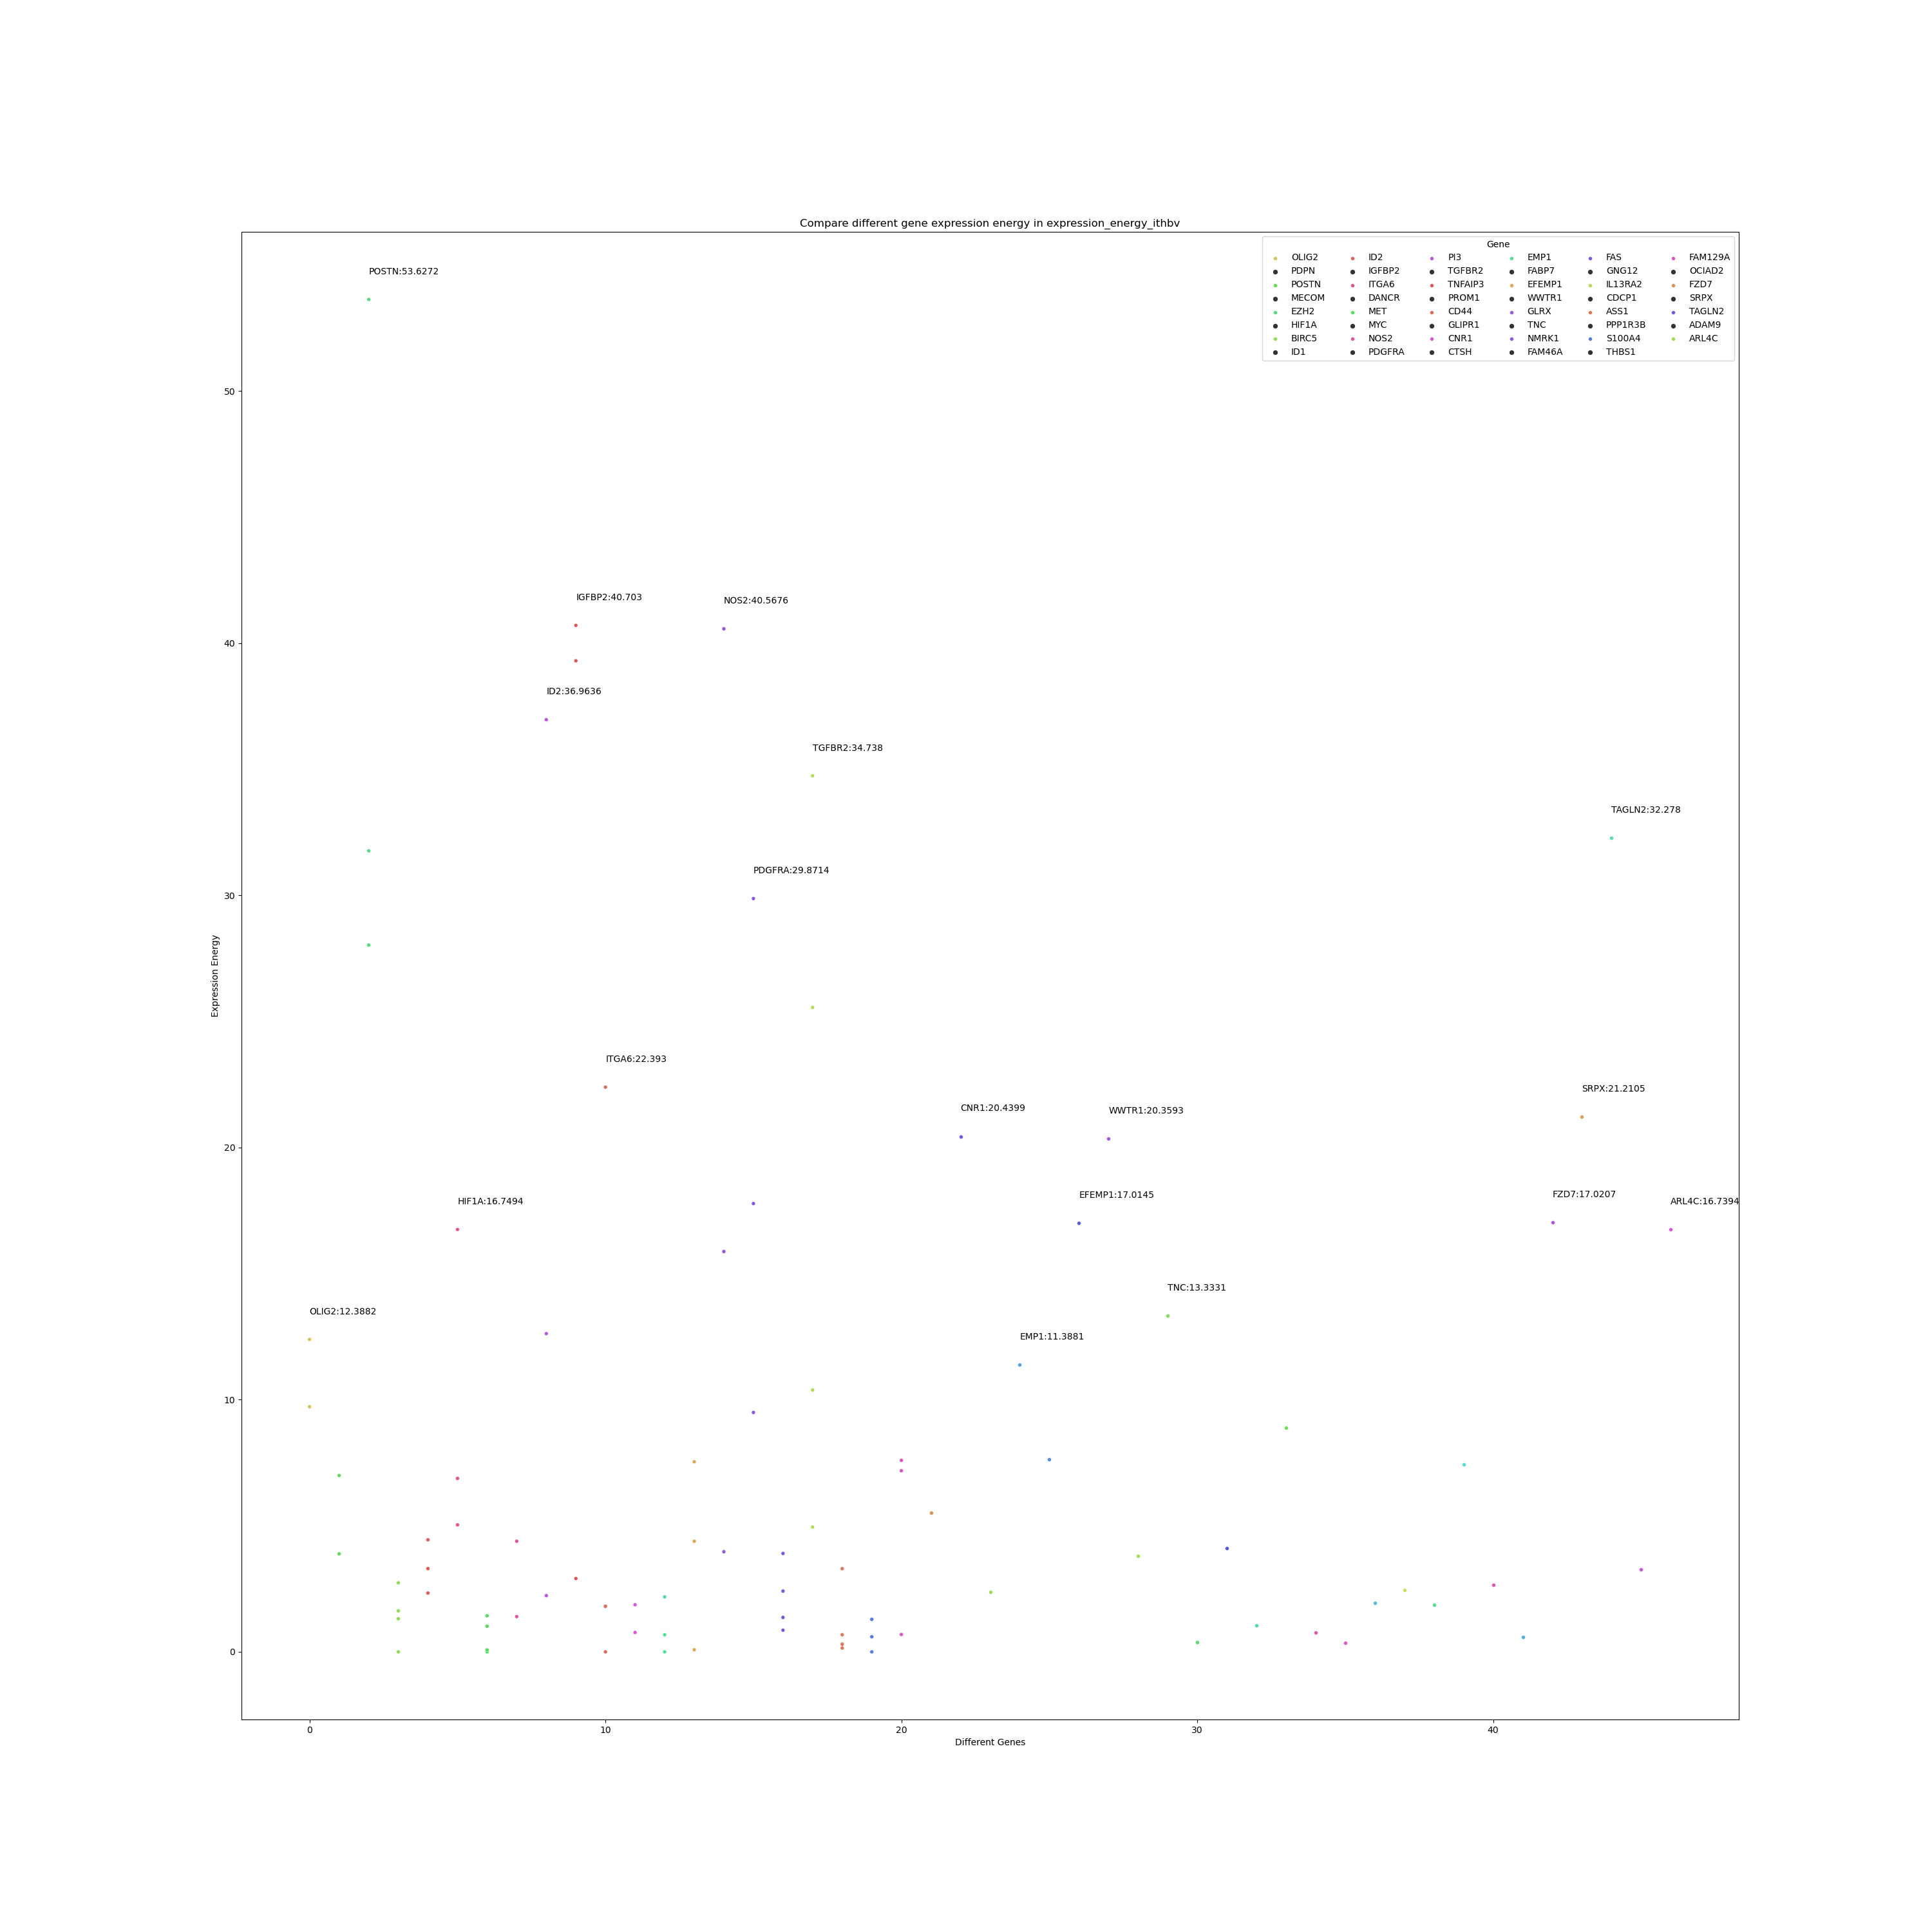 Compare different gene expression energy in expression_energy_ithbv
Gene
OLIG2 ID2 PI3 EMP1 FAS FAM129A
PDPN IGFBP2 TGFBR2 FABP7 GNG12 OCIAD2
POSTN ITGA6 TNFAIP3 EFEMP1 IL13RA2 FZD7
MECOM DANCR PROM1 WWTR1 CDCP1 SRPX
EZH2 MET CD44 GLRX ASS1 TAGLN2
HIF1A MYC GLIPR1 TNC PPP1R3B ADAM9
BIRC5 NOS2 CNR1 NMRK1 S100A4 ARL4C
ID1 PDGFRA CTSH FAM46A THBS1
POSTN:53.6272
50
IGFBP2:40.703
NOS2:40.5676
40
ID2:36.9636
TGFBR2:34.738
TAGLN2:32.278
PDGFRA:29.8714
30
Expression Energy
ITGA6:22.393
SRPX:21.2105
CNR1:20.4399
WWTR1:20.3593
20
HIF1A:16.7494
EFEMP1:17.0145
FZD7:17.0207
ARL4C:16.7394
TNC:13.3331
OLIG2:12.3882
EMP1:11.3881
10
0
0 10 20 30 40
Different Genes